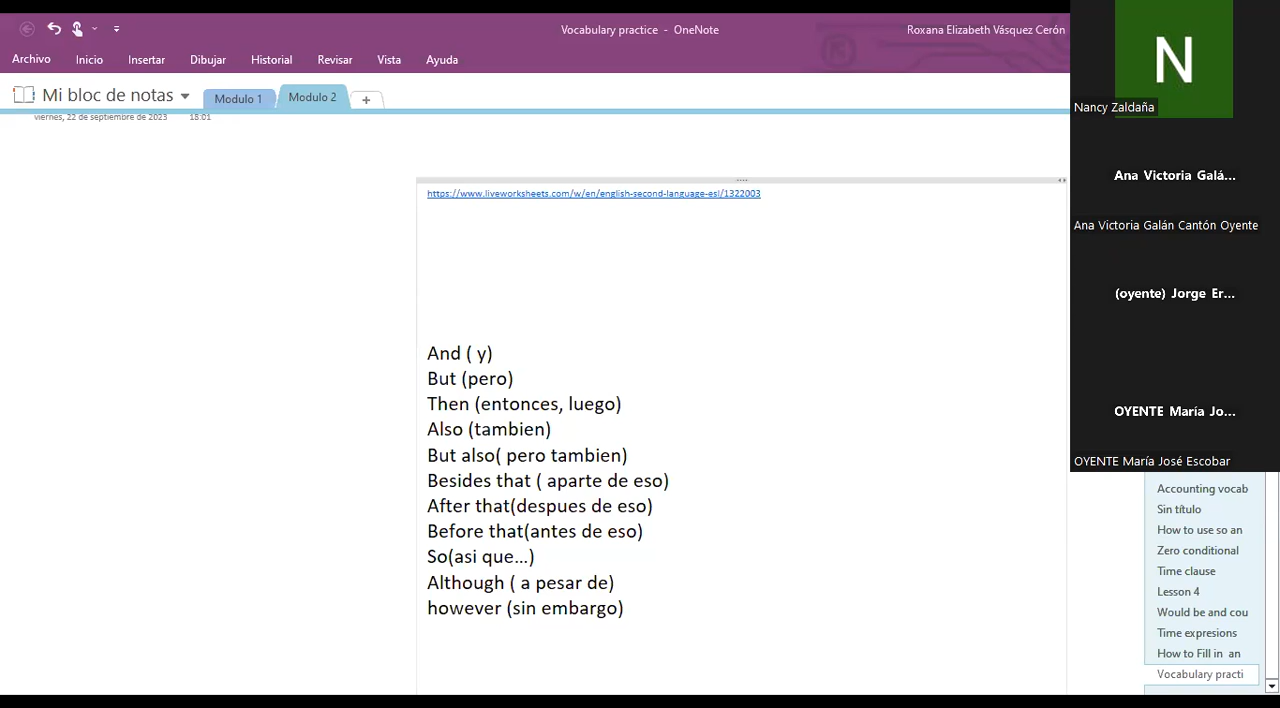 Vocabulary practice - OneNote
Roxana Elizabeth Vásquez Cerón
Archivo
Inicio
Insertar
Dibujar
Historial
Revisar
Vista
Ayuda
Mi bloc de notas
Modulo 1
Modulo 2
+
viernes, 22 de septiembre de 2023
18:01
https://www.liveworksheets.com/w/en/english-second-language-esl/1322003
And ( y)
But (pero)
Then (entonces, luego)
Also (tambien)
But also( pero tambien)
Besides that ( aparte de eso)
After that(despues de eso)
Before that(antes de eso)
So(asi que...)
Although ( a pesar de)
however (sin embargo)
N
Nancy Zaldaña
Ana Victoria Galá...
Ana Victoria Galán Cantón Oyente
(oyente) Jorge Er...
OYENTE María Jo...
OYENTE María José Escobar
Accounting vocab
Sin título
How to use so an
Zero conditional
Time clause
Lesson 4
Would be and cou
Time expresions
How to Fill in an
Vocabulary practi